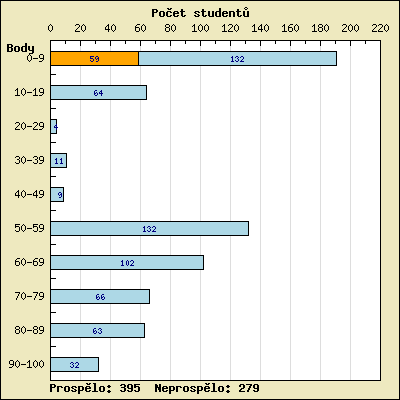 Počet studentů
0 20 40 60 80 100 120 140 160 180 200 220
Body
0-9 59 132
10-19 64
20-29 4
30-39 11
40-49 9
50-59 132
60-69 102
70-79 66
80-89 63
90-100 32
Prospělo: 395 Neprospělo: 279